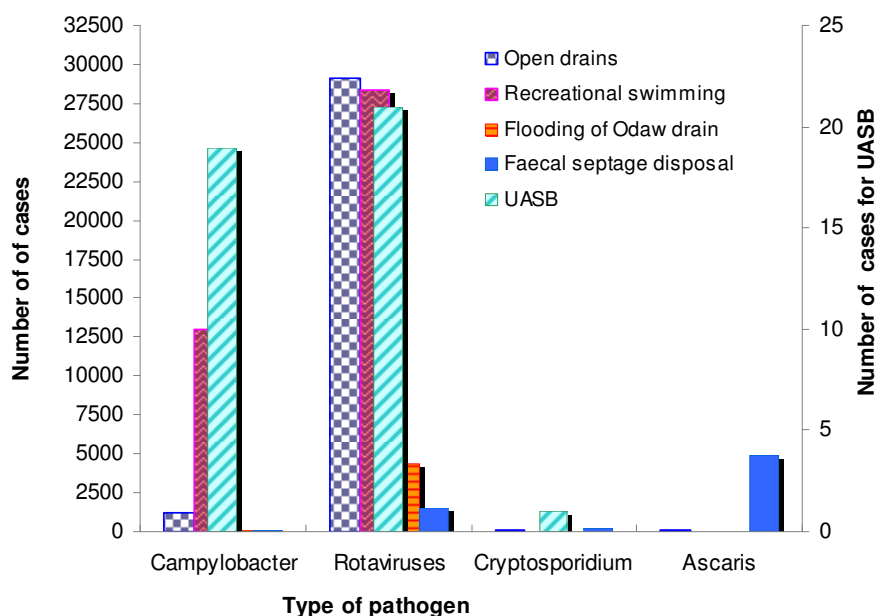 32500
30000
27500
25000
22500
20000
17500
15000
12500
10000
7500
5000
2500
0
Number of of cases
25
20
15
10
5
0
Number of  cases for UASB
Open drains
Recreational swimming
Flooding of Odaw drain
Faecal septage disposal
UASB
Campylobacter Rotaviruses Cryptosporidium Ascaris
Type of pathogen